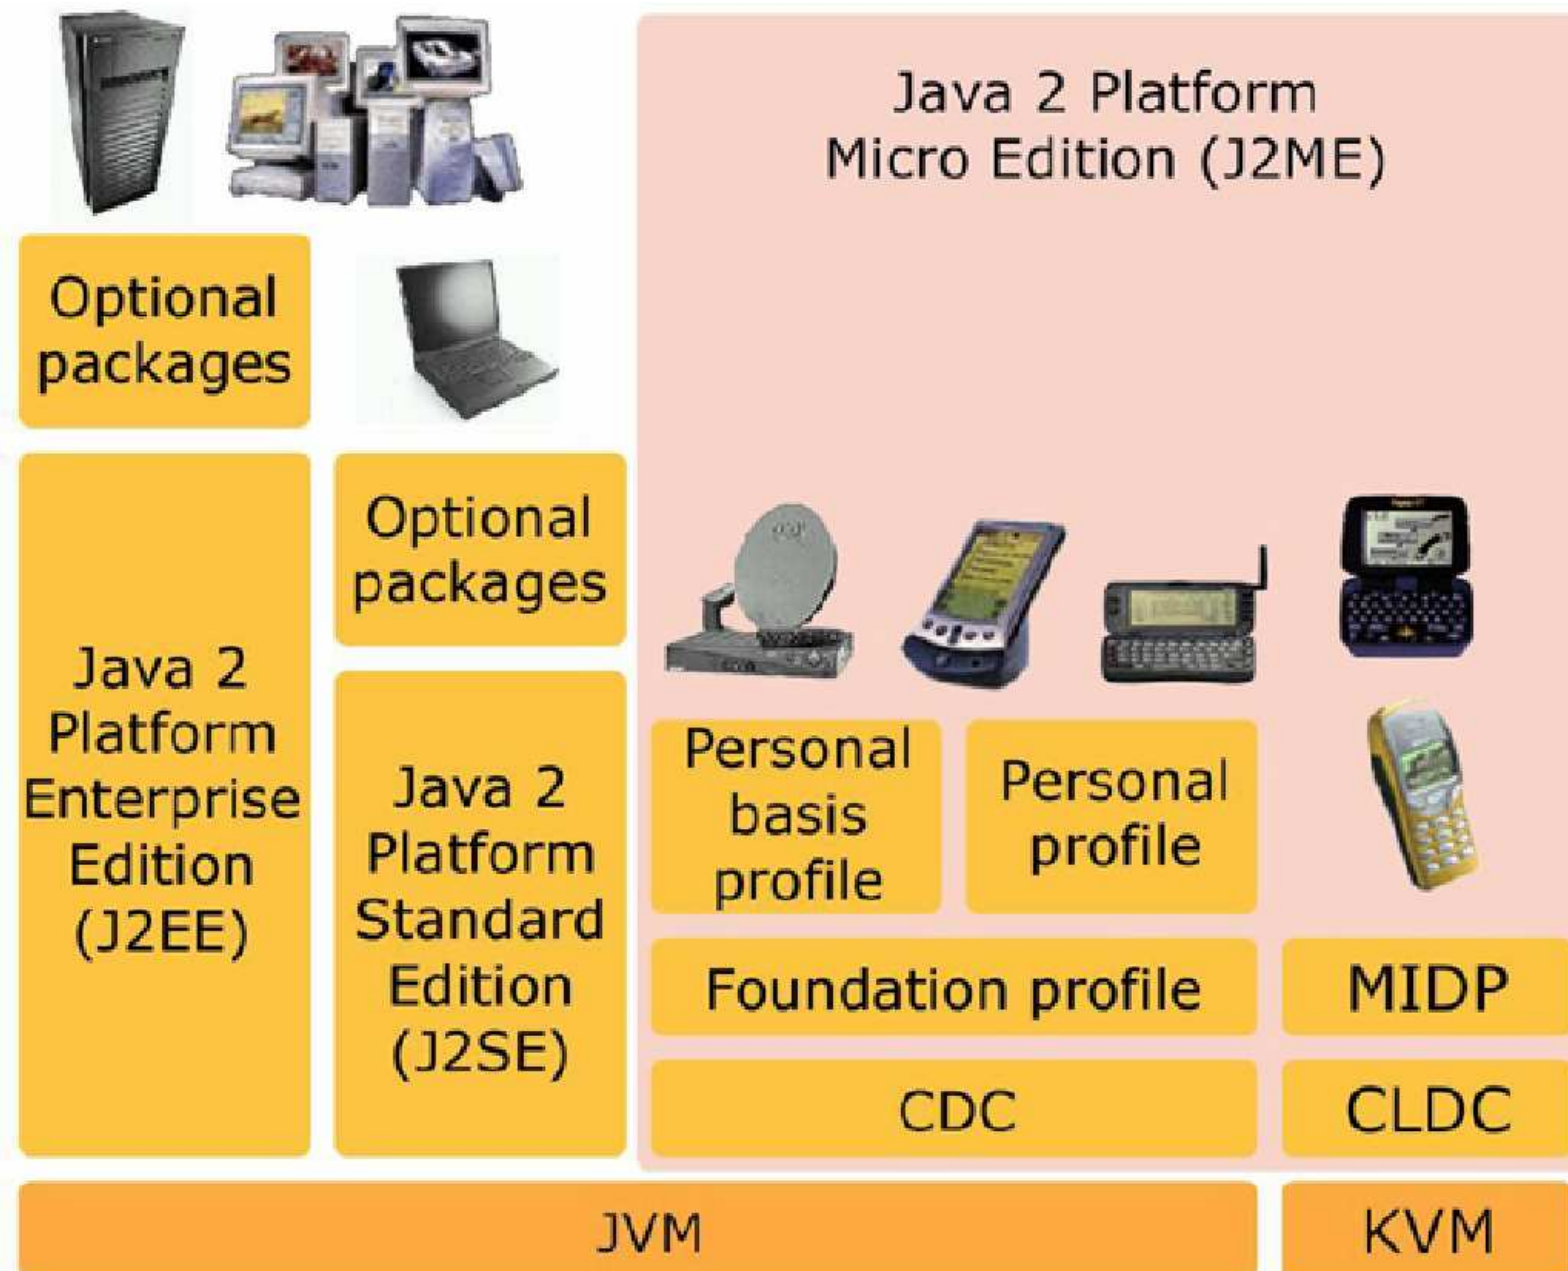 Java 2 Platform
Micro Edition (J2ME)
Optional
packages
Optional
packages
Java 2
Platform
Enterprise
Edition
(J2EE)
Java 2
Platform
Standard
Edition
(J2SE)
Personal
basis
profile
Personal
profile
Foundation profile
MIDP
CDC
CLDC
JVM
KVM